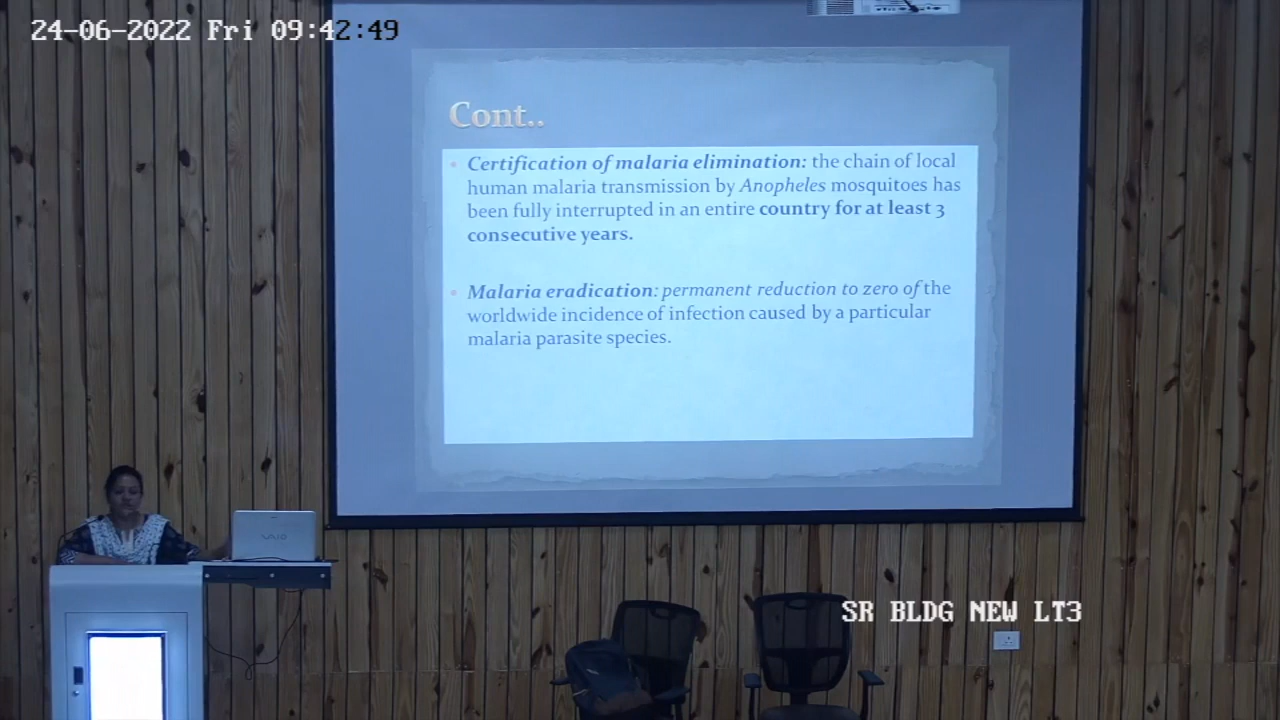 24-06-2022 Fri 09:42:49
Cont..
• Certification of malaria elimination: the chain of local
human malaria transmission by Anopheles mosquitoes has
been fully interrupted in an entire country for at least 3
consecutive years.
• Malaria eradication: permanent reduction to zero of the
worldwide incidence of infection caused by a particular
malaria parasite species.
VAIO
SR BLDG NEW LT3